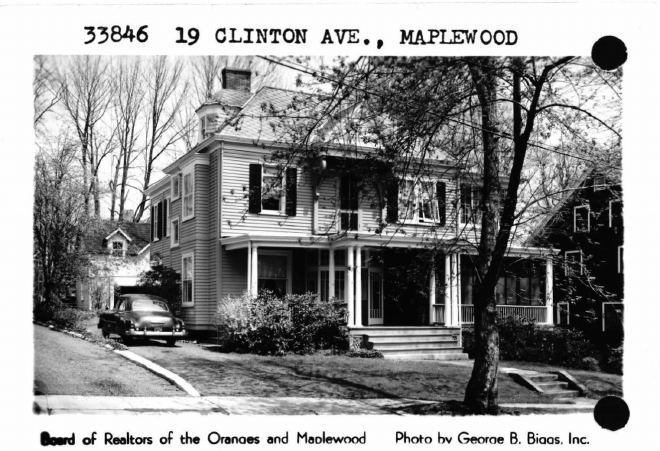 33846 19 CLINTON AVE., MAPLEWOOD
Board of Realtors of the Oranges and Maplewood Photo by George B. Biggs, Inc.